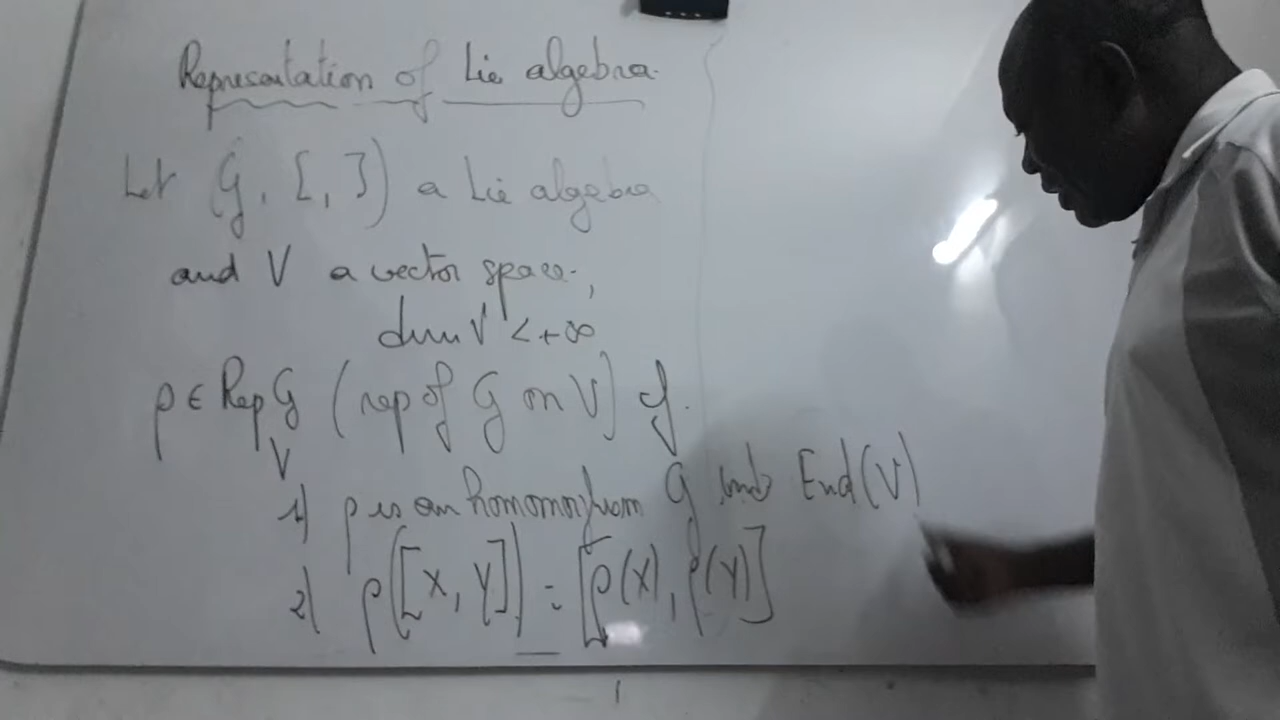 Representation of Lie algebra.
Let (G, [,]) a Lie algebra
and V a vector space,
dim V < +∞
ρ ∈ Rep G (rep of G on V) if.
V
1) ρ is an homomorphism G into End(V)
2) ρ([X, Y]) = [ρ(X), ρ(Y)]